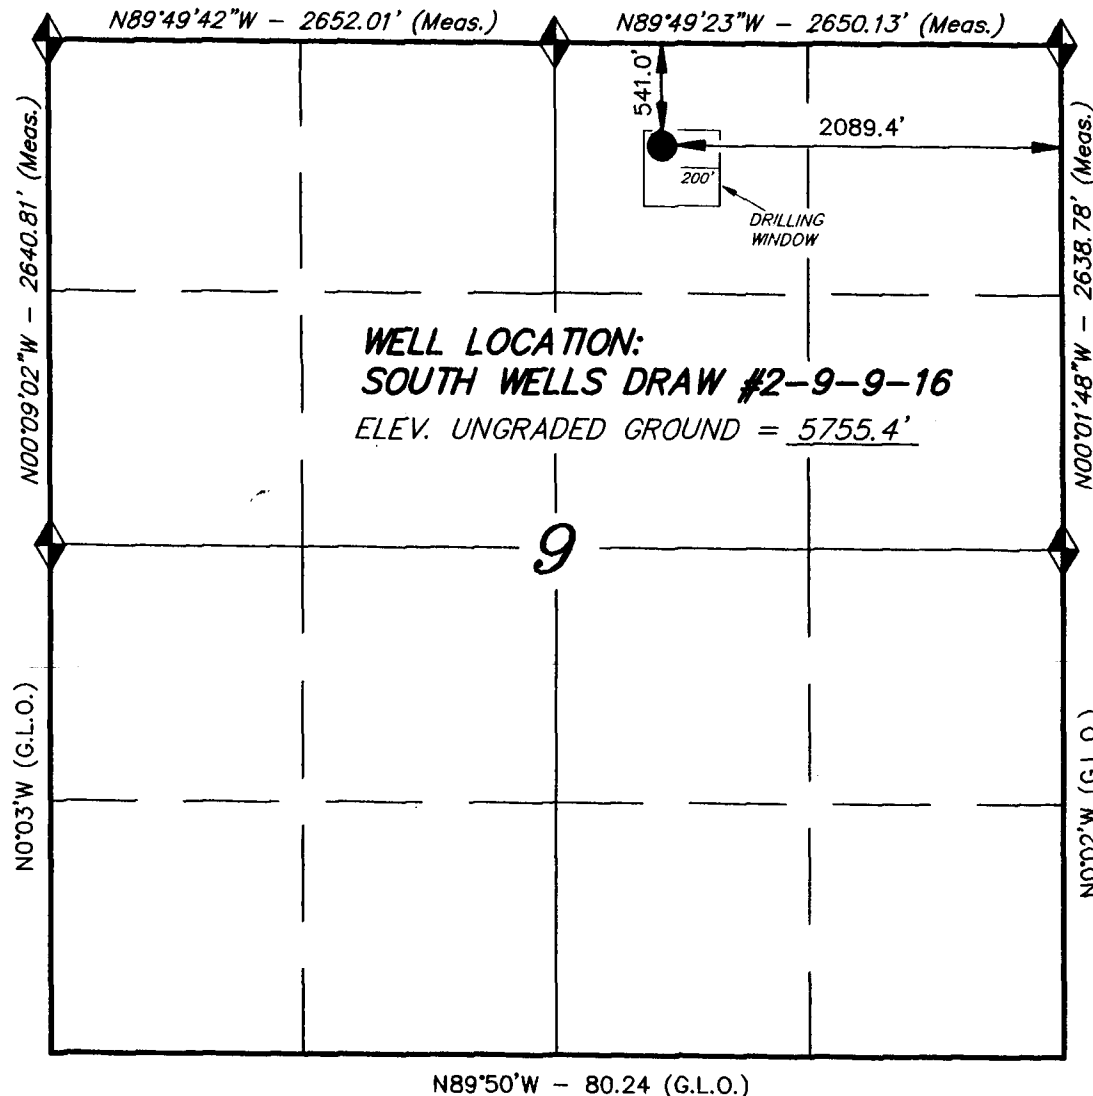 N89°49'42"W - 2652.01' (Meas.)
N89°49'23"W - 2650.13' (Meas.)
N00°09'02"W - 2640.81' (Meas.)
541.0'
2089.4'
200'
DRILLING
WINDOW
N00°01'48"W - 2638.78' (Meas.)
WELL LOCATION:
SOUTH WELLS DRAW #2-9-9-16
ELEV. UNGRADED GROUND = 5755.4'
9
N0°03'W (G.L.O.)
N0°02'W (G.L.O.)
N89°50'W - 80.24 (G.L.O.)